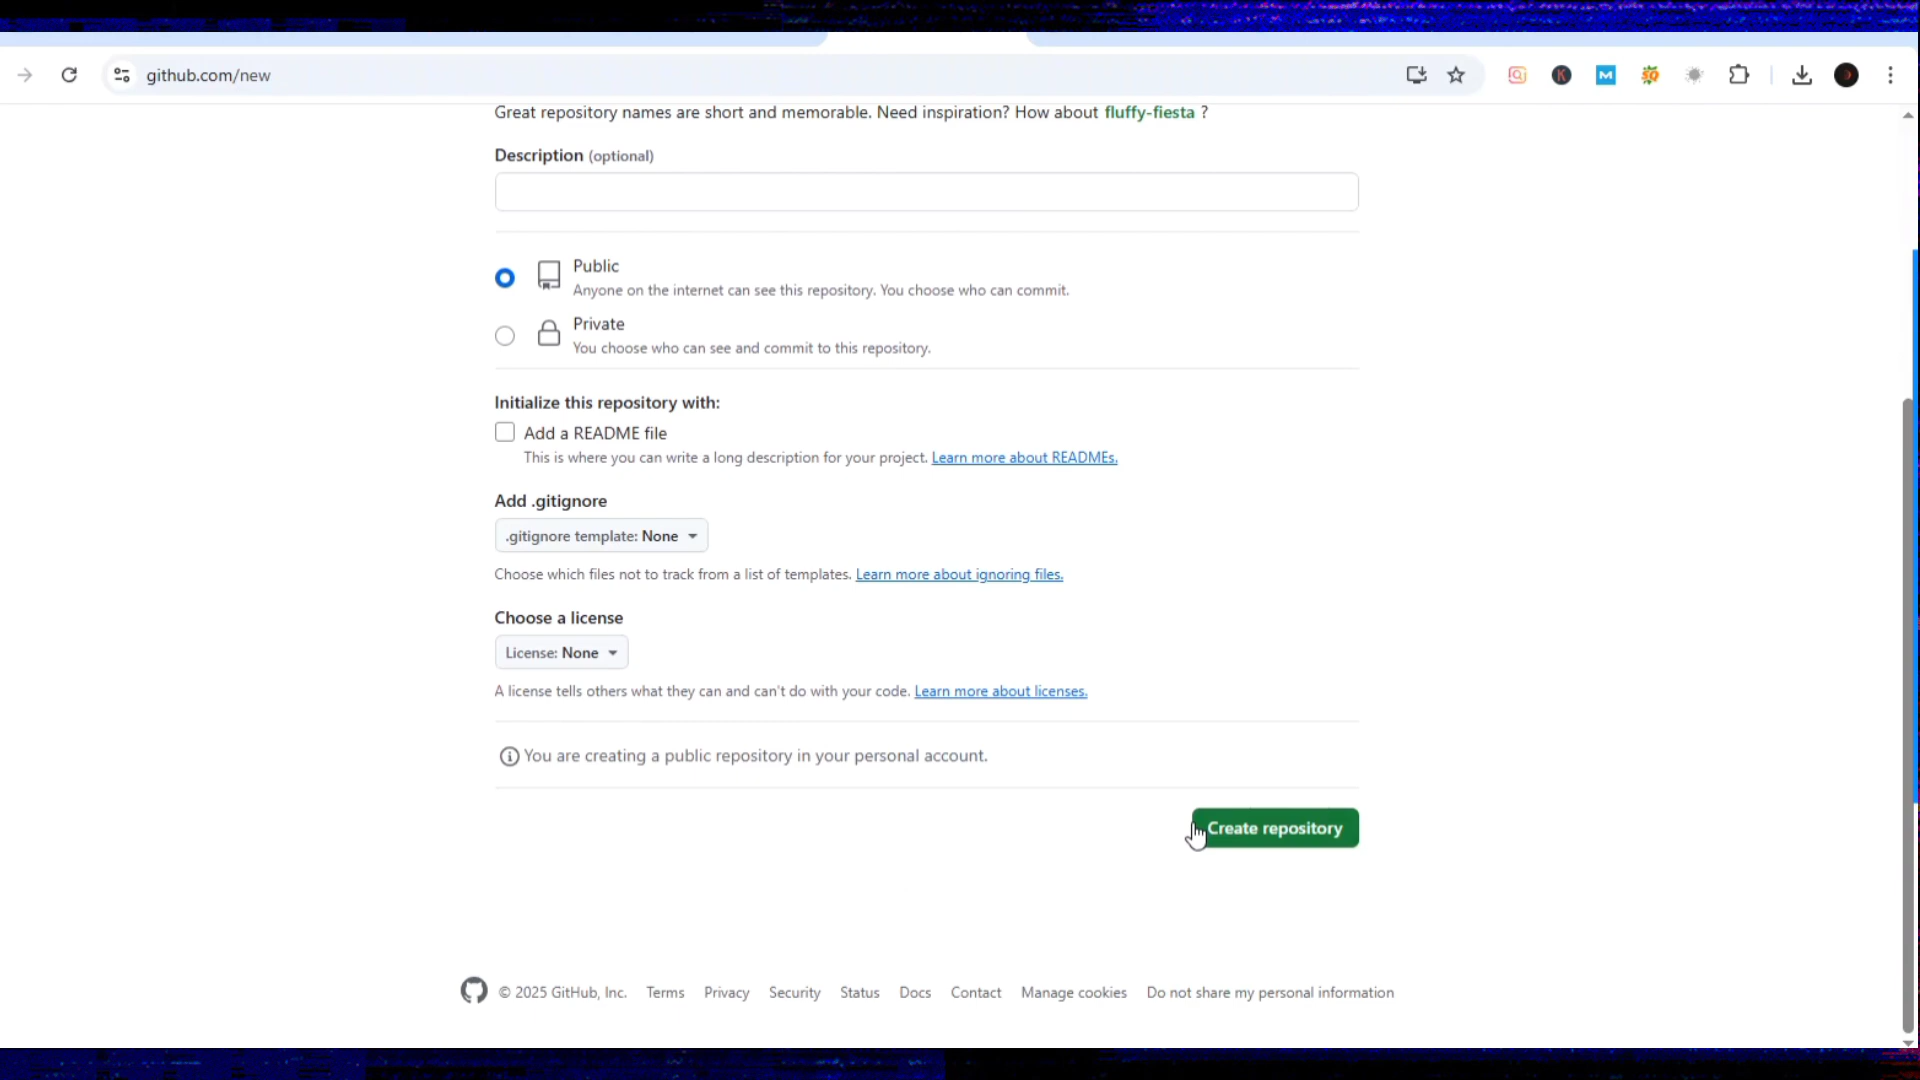 github.com/new
Great repository names are short and memorable. Need inspiration? How about fluffy-fiesta ?
Description (optional)
Public
Anyone on the internet can see this repository. You choose who can commit.
Private
You choose who can see and commit to this repository.
Initialize this repository with:
Add a README file
This is where you can write a long description for your project. Learn more about READMEs.
Add .gitignore
.gitignore template: None
Choose which files not to track from a list of templates. Learn more about ignoring files.
Choose a license
License: None
A license tells others what they can and can't do with your code. Learn more about licenses.
You are creating a public repository in your personal account.
Create repository
© 2025 GitHub, Inc. Terms Privacy Security Status Docs Contact Manage cookies Do not share my personal information